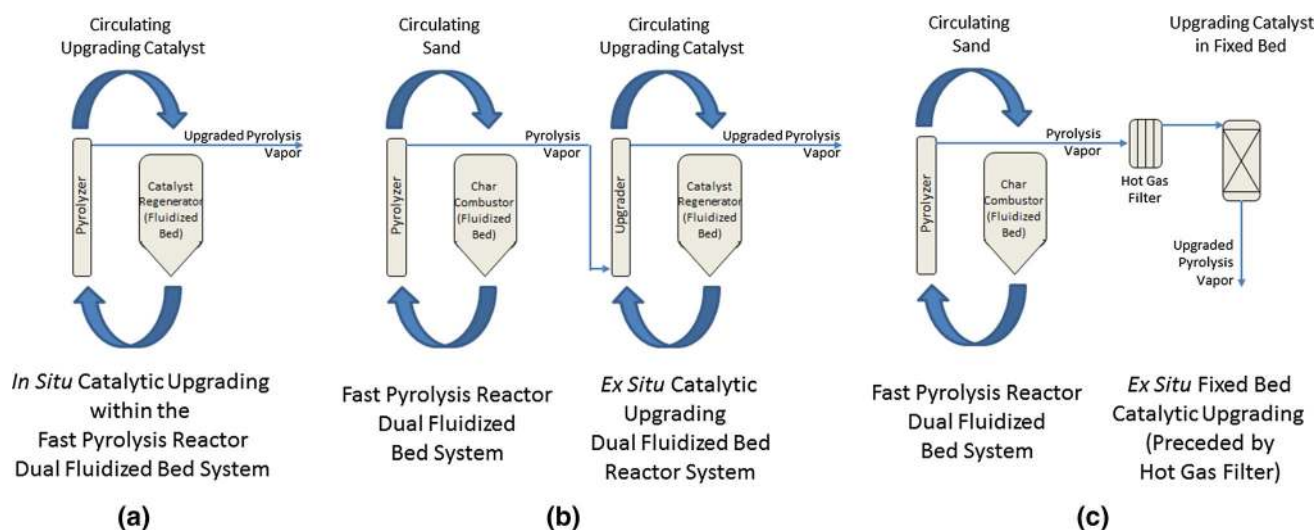 Circulating
Upgrading Catalyst
Upgraded Pyrolysis
Vapor
Pyrolyzer
Catalyst
Regenerator
(Fluidized
Bed)
In Situ Catalytic Upgrading
within the
Fast Pyrolysis Reactor
Dual Fluidized Bed System
(a)
Circulating
Sand
Pyrolysis
Vapor
Pyrolyzer
Char
Combustor
(Fluidized
Bed)
Fast Pyrolysis Reactor
Dual Fluidized
Bed System
Circulating
Upgrading Catalyst
Upgraded Pyrolysis
Vapor
Upgrader
Catalyst
Regenerator
(Fluidized
Bed)
Ex Situ Catalytic
Upgrading
Dual Fluidized Bed
Reactor System
(b)
Circulating
Sand
Pyrolysis
Vapor
Pyrolyzer
Char
Combustor
(Fluidized
Bed)
Fast Pyrolysis Reactor
Dual Fluidized
Bed System
Upgrading Catalyst
in Fixed Bed
Hot Gas
Filter
Upgraded
Pyrolysis
Vapor
Ex Situ Fixed Bed
Catalytic Upgrading
(Preceded by
Hot Gas Filter)
(c)